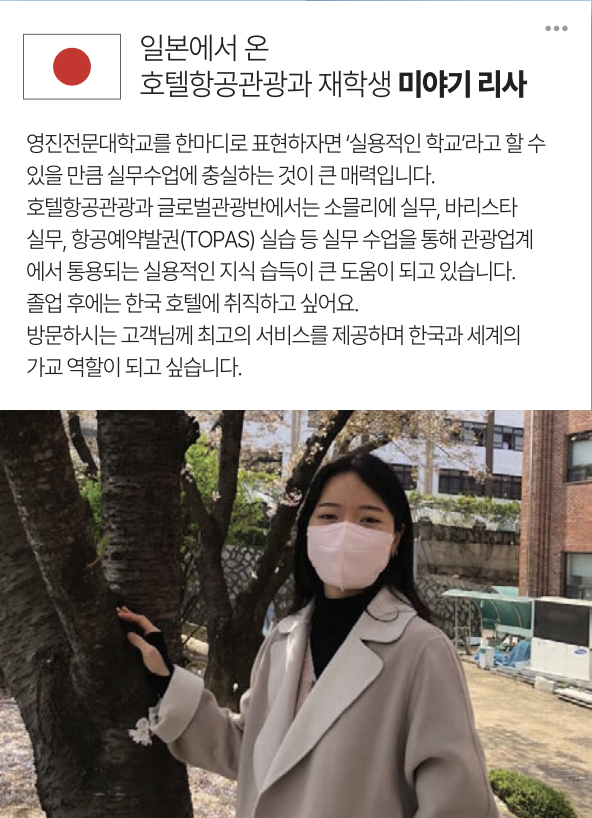 일본에서 온
호텔항공관광과 재학생 미야기 리사
영진전문대학교를 한마디로 표현하자면 ‘실용적인 학교’라고 할 수
있을 만큼 실무수업에 충실하는 것이 큰 매력입니다.
호텔항공관광과 글로벌관광반에서는 소믈리에 실무, 바리스타
실무, 항공예약발권(TOPAS) 실습 등 실무 수업을 통해 관광업계
에서 통용되는 실용적인 지식 습득이 큰 도움이 되고 있습니다.
졸업 후에는 한국 호텔에 취직하고 싶어요.
방문하시는 고객님께 최고의 서비스를 제공하며 한국과 세계의
가교 역할이 되고 싶습니다.